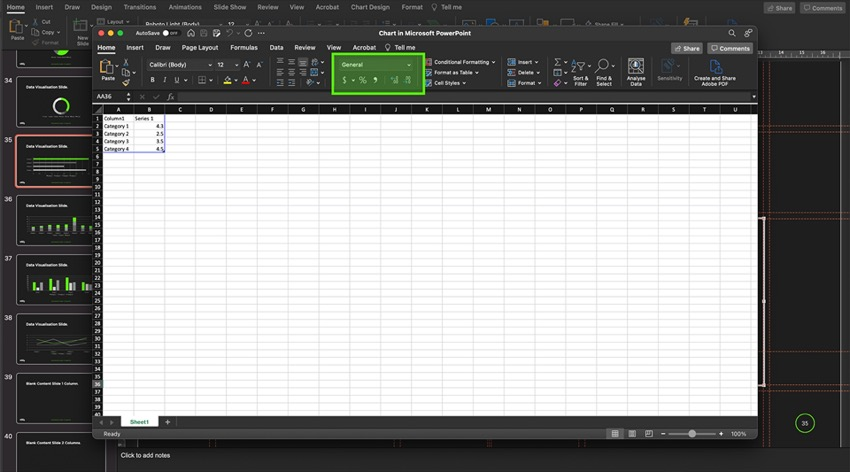 Home Insert Draw Design Transitions Animations Slide Show Review View Acrobat Chart Design Format Tell me
Share Comments
Paste
Cut
Copy
Format
New
Slide
Layout
Roboto Light (Body) 12
AutoSave OFF
Chart in Microsoft PowerPoint
Home Insert Draw Page Layout Formulas Data Review View Acrobat Tell me
Share Comments
Paste
Calibri (Body) 12 A A
B I U A
General
$ % ,
Conditional Formatting
Format as Table
Cell Styles
Insert
Delete
Format
Sort &
Filter
Find &
Select
Analyse
Data
Sensitivity
Create and Share
Adobe PDF
AA36 fx
A B C D E F G H I J K L M N O P Q R S T U
1 Column1 Series 1
2 Category 1 4.3
3 Category 2 2.5
4 Category 3 3.5
5 Category 4 4.5
6
7
8
9
10
11
12
13
14
15
16
17
18
19
20
21
22
23
24
25
26
27
28
29
30
31
32
33
34
35
36
37
38
39
40
Sheet1 +
Ready
100%
34
Data Visualisation Slide.
35
Data Visualisation Slide.
36
Data Visualisation Slide.
37
Data Visualisation Slide.
38
Data Visualisation Slide.
39
Blank Content Slide 1 Column.
40
Blank Content Slide 2 Columns.
13 14 15 16
35
Click to add notes